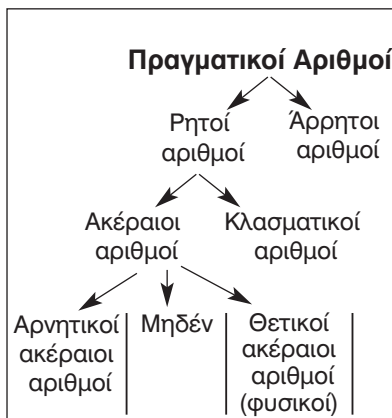 Πραγματικοί Αριθμοί
Ρητοί
αριθμοί
Άρρητοι
αριθμοί
Ακέραιοι
αριθμοί
Κλασματικοί
αριθμοί
Αρνητικοί
ακέραιοι
αριθμοί
Μηδέν
Θετικοί
ακέραιοι
αριθμοί
(φυσικοί)